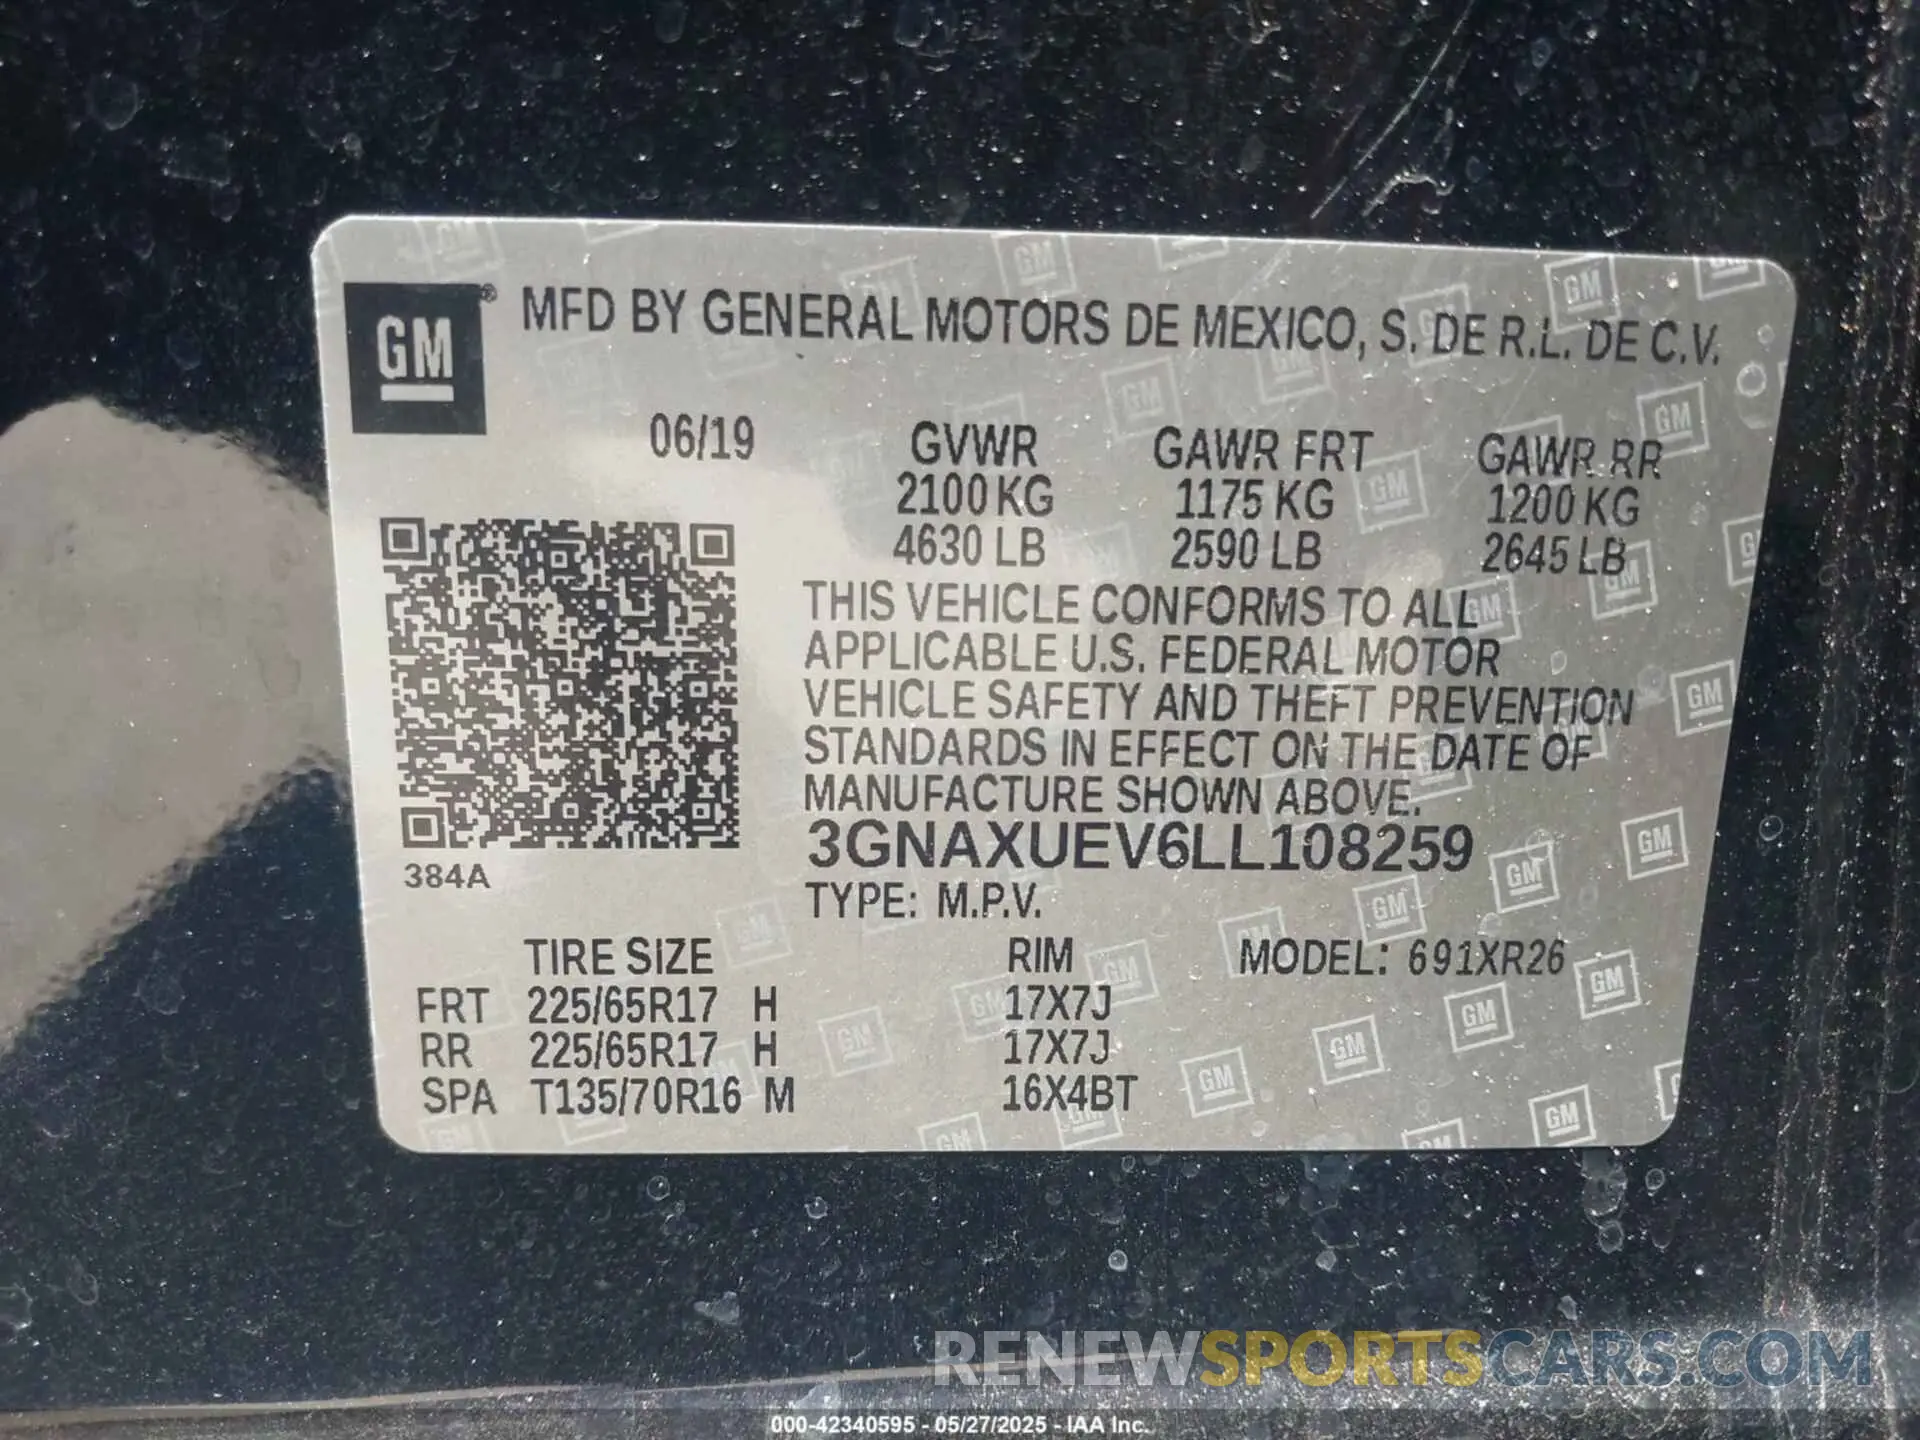 GM® MFD BY GENERAL MOTORS DE MEXICO, S. DE R.L. DE C.V.
06/19 GVWR GAWR FRT GAWR RR
2100 KG 1175 KG 1200 KG
4630 LB 2590 LB 2645 LB
THIS VEHICLE CONFORMS TO ALL
APPLICABLE U.S. FEDERAL MOTOR
VEHICLE SAFETY AND THEFT PREVENTION
STANDARDS IN EFFECT ON THE DATE OF
MANUFACTURE SHOWN ABOVE.
3GNAXUEV6LL108259
384A
TYPE: M.P.V.
TIRE SIZE RIM MODEL: 691XR26
FRT 225/65R17 H 17X7J
RR 225/65R17 H 17X7J
SPA T135/70R16 M 16X4BT
RENEWSPORTSCARS.COM
000-42340595 - 05/27/2025 - IAA Inc.